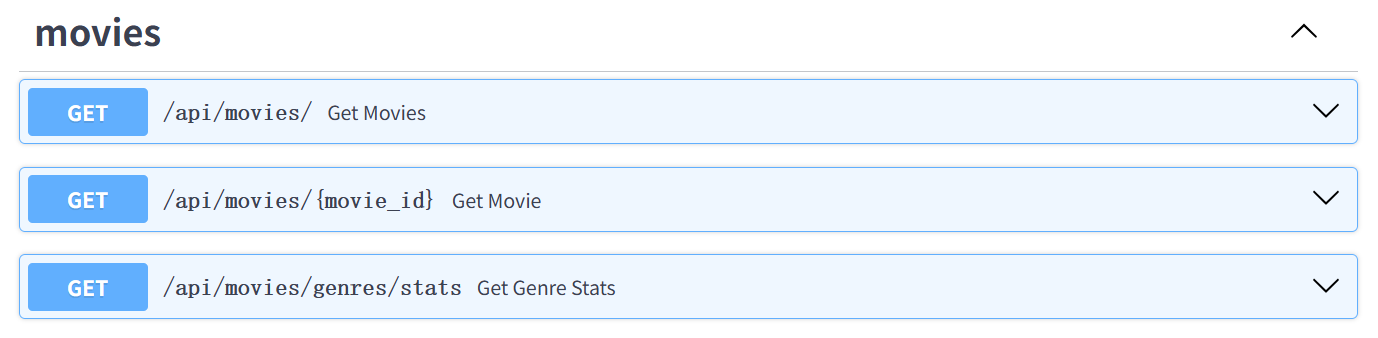 movies
GET /api/movies/ Get Movies
GET /api/movies/{movie_id} Get Movie
GET /api/movies/genres/stats Get Genre Stats